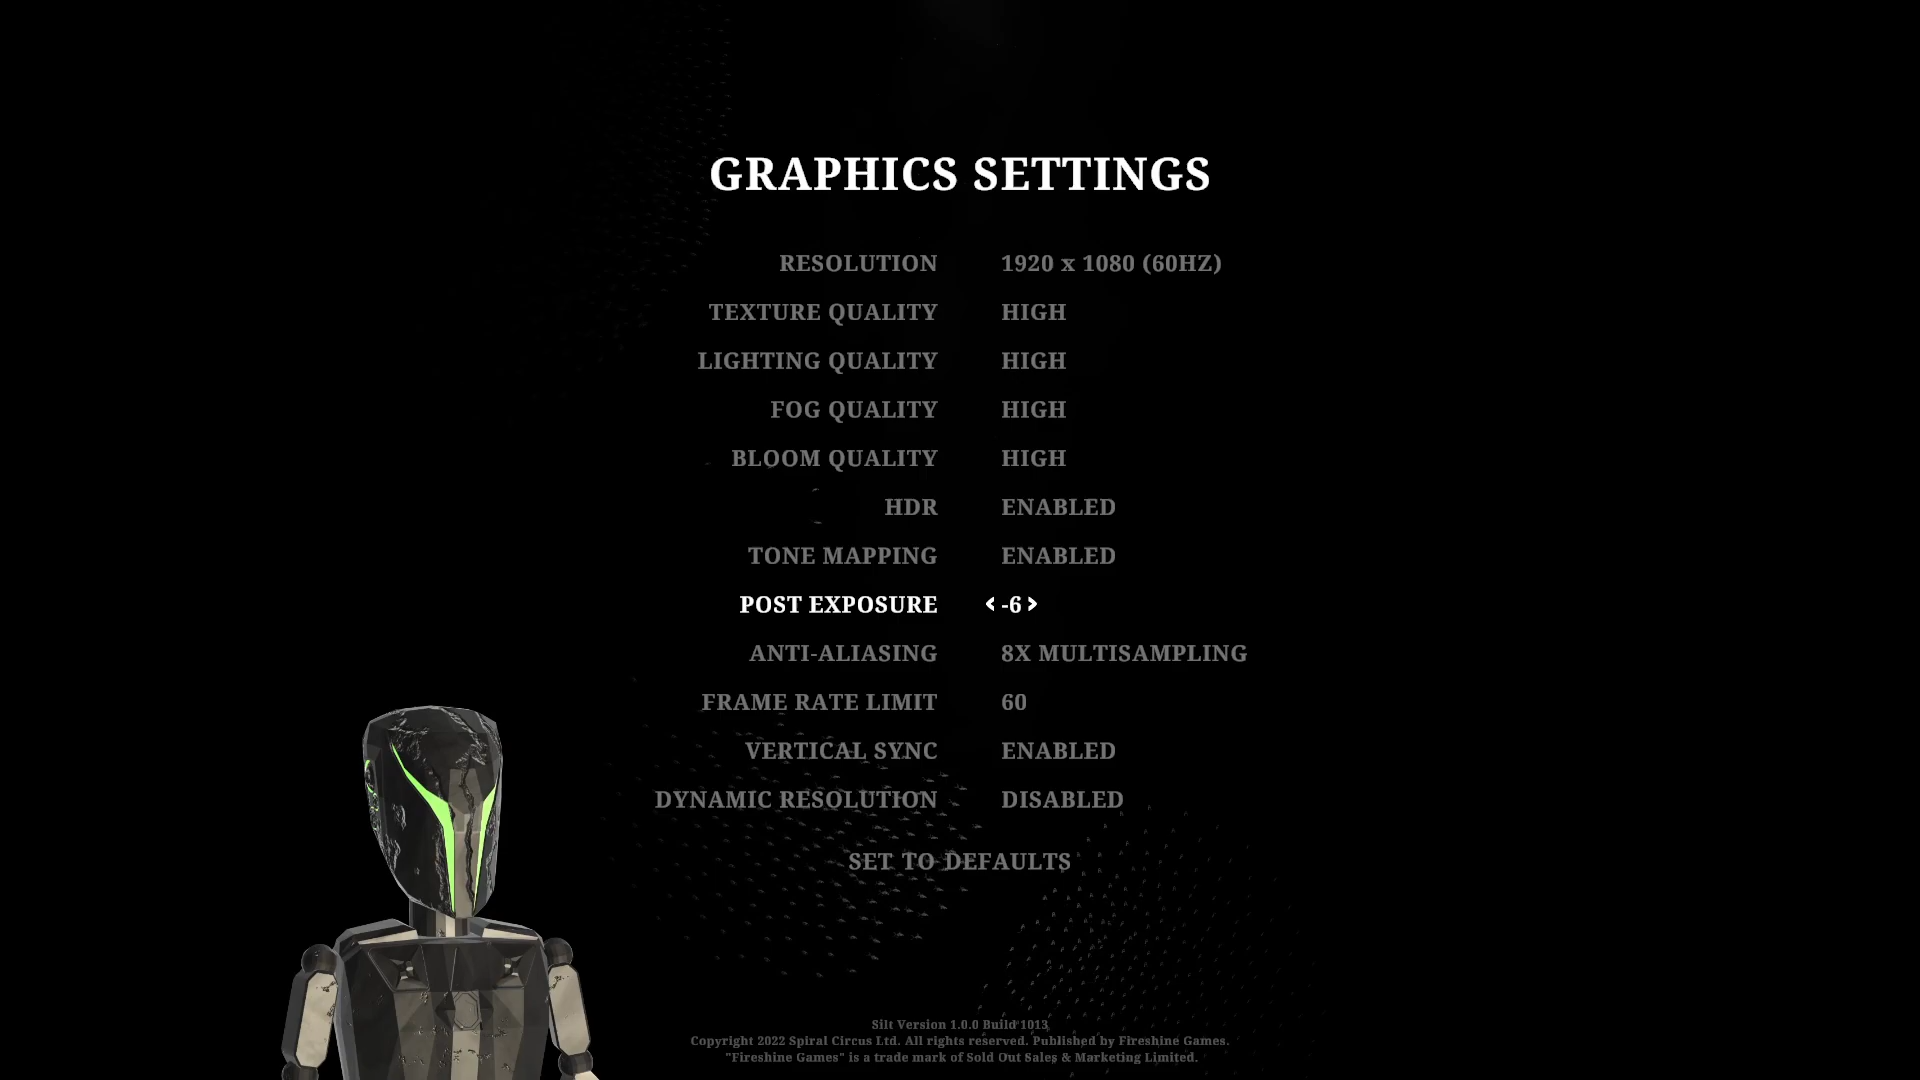 GRAPHICS SETTINGS
RESOLUTION 1920 x 1080 (60HZ)
TEXTURE QUALITY HIGH
LIGHTING QUALITY HIGH
FOG QUALITY HIGH
BLOOM QUALITY HIGH
HDR ENABLED
TONE MAPPING ENABLED
POST EXPOSURE < -6 >
ANTI-ALIASING 8X MULTISAMPLING
FRAME RATE LIMIT 60
VERTICAL SYNC ENABLED
DYNAMIC RESOLUTION DISABLED
SET TO DEFAULTS
Silt Version 1.0.0 Build 1013
Copyright 2022 Spiral Circus Ltd. All rights reserved. Published by Fireshine Games.
"Fireshine Games" is a trade mark of Sold Out Sales & Marketing Limited.